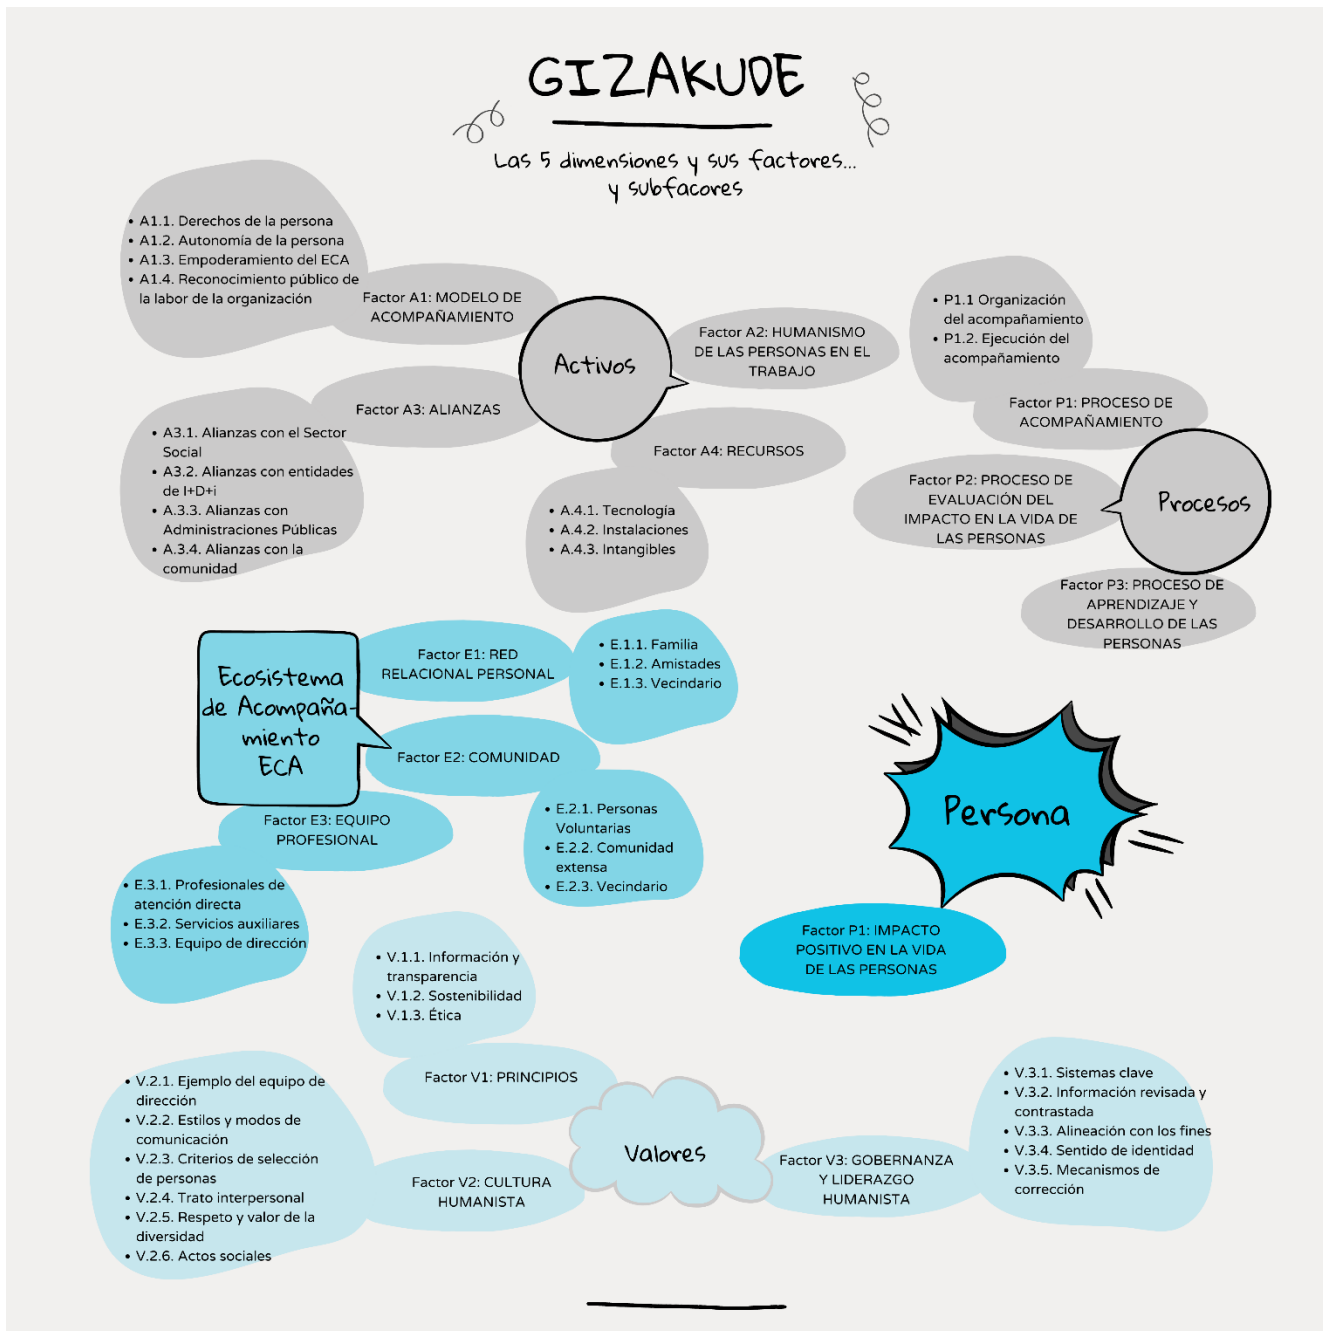 GIZAKUDE
Las 5 dimensiones y sus factores...
y subfacores
• A1.1. Derechos de la persona
• A1.2. Autonomía de la persona
• A1.3. Empoderamiento del ECA
• A1.4. Reconocimiento público de
la labor de la organización
Factor A1: MODELO DE
ACOMPAÑAMIENTO
Activos
Factor A2: HUMANISMO
DE LAS PERSONAS EN EL
TRABAJO
Factor A3: ALIANZAS
• A3.1. Alianzas con el Sector
Social
• A3.2. Alianzas con entidades
de I+D+i
• A.3.3. Alianzas con
Administraciones Públicas
• A.3.4. Alianzas con la
comunidad
Factor A4: RECURSOS
• A.4.1. Tecnología
• A.4.2. Instalaciones
• A.4.3. Intangibles
• P1.1 Organización
del acompañamiento
• P1.2. Ejecución del
acompañamiento
Factor P1: PROCESO DE
ACOMPAÑAMIENTO
Procesos
Factor P2: PROCESO DE
EVALUACIÓN DEL
IMPACTO EN LA VIDA DE
LAS PERSONAS
Factor P3: PROCESO DE
APRENDIZAJE Y
DESARROLLO DE LAS
PERSONAS
Ecosistema
de Acompaña-
miento
ECA
Factor E1: RED
RELACIONAL PERSONAL
• E.1.1. Familia
• E.1.2. Amistades
• E.1.3. Vecindario
Factor E2: COMUNIDAD
• E.2.1. Personas
Voluntarias
• E.2.2. Comunidad
extensa
• E.2.3. Vecindario
Factor E3: EQUIPO
PROFESIONAL
• E.3.1. Profesionales de
atención directa
• E.3.2. Servicios auxiliares
• E.3.3. Equipo de dirección
Persona
Factor P1: IMPACTO
POSITIVO EN LA VIDA
DE LAS PERSONAS
• V.1.1. Información y
transparencia
• V.1.2. Sostenibilidad
• V.1.3. Ética
Factor V1: PRINCIPIOS
Valores
• V.2.1. Ejemplo del equipo de
dirección
• V.2.2. Estilos y modos de
comunicación
• V.2.3. Criterios de selección
de personas
• V.2.4. Trato interpersonal
• V.2.5. Respeto y valor de la
diversidad
• V.2.6. Actos sociales
Factor V2: CULTURA
HUMANISTA
Factor V3: GOBERNANZA
Y LIDERAZGO
HUMANISTA
• V.3.1. Sistemas clave
• V.3.2. Información revisada y
contrastada
• V.3.3. Alineación con los fines
• V.3.4. Sentido de identidad
• V.3.5. Mecanismos de
corrección